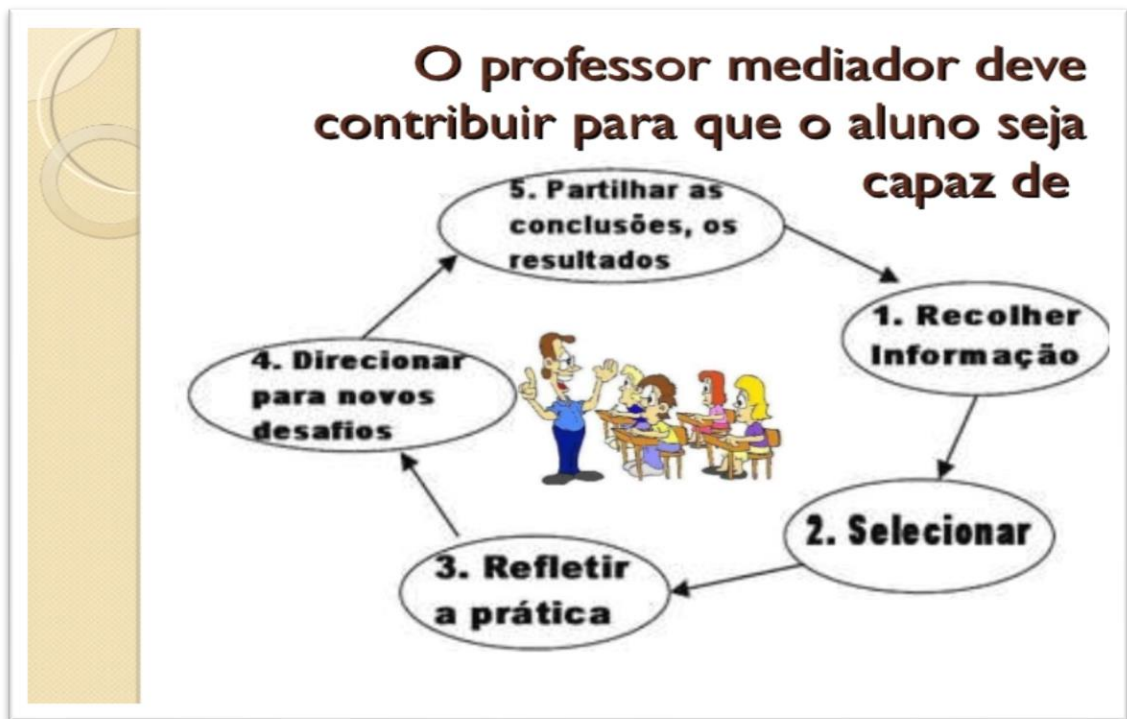 O professor mediador deve
contribuir para que o aluno seja
capaz de
5. Partilhar as
conclusões, os
resultados
1. Recolher
Informação
4. Direcionar
para novos
desafios
2. Selecionar
3. Refletir
a prática